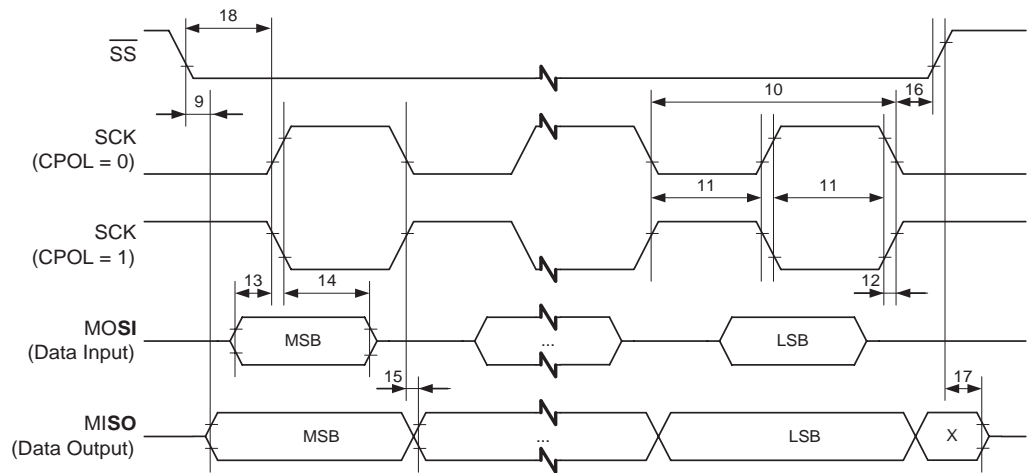 18
SS
9
10
16
SCK
(CPOL = 0)
11
11
SCK
(CPOL = 1)
13
14
12
MOSI
(Data Input)
MSB
...
LSB
15
17
MISO
(Data Output)
MSB
...
LSB
X